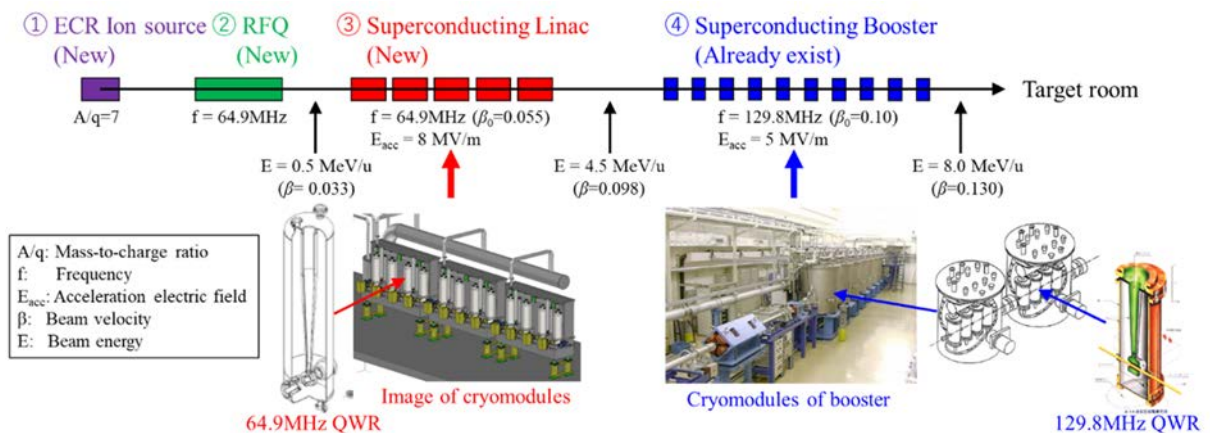 ① ECR Ion source
(New)
② RFQ
(New)
③ Superconducting Linac
(New)
④ Superconducting Booster
(Already exist)
Target room
A/q=7
f = 64.9MHz
f = 64.9MHz (β₀=0.055)
E_acc = 8 MV/m
f = 129.8MHz (β₀=0.10)
E_acc = 5 MV/m
E = 0.5 MeV/u
(β= 0.033)
E = 4.5 MeV/u
(β=0.098)
E = 8.0 MeV/u
(β=0.130)
A/q: Mass-to-charge ratio
f: Frequency
E_acc: Acceleration electric field
β: Beam velocity
E: Beam energy
Image of cryomodules
64.9MHz QWR
Cryomodules of booster
129.8MHz QWR